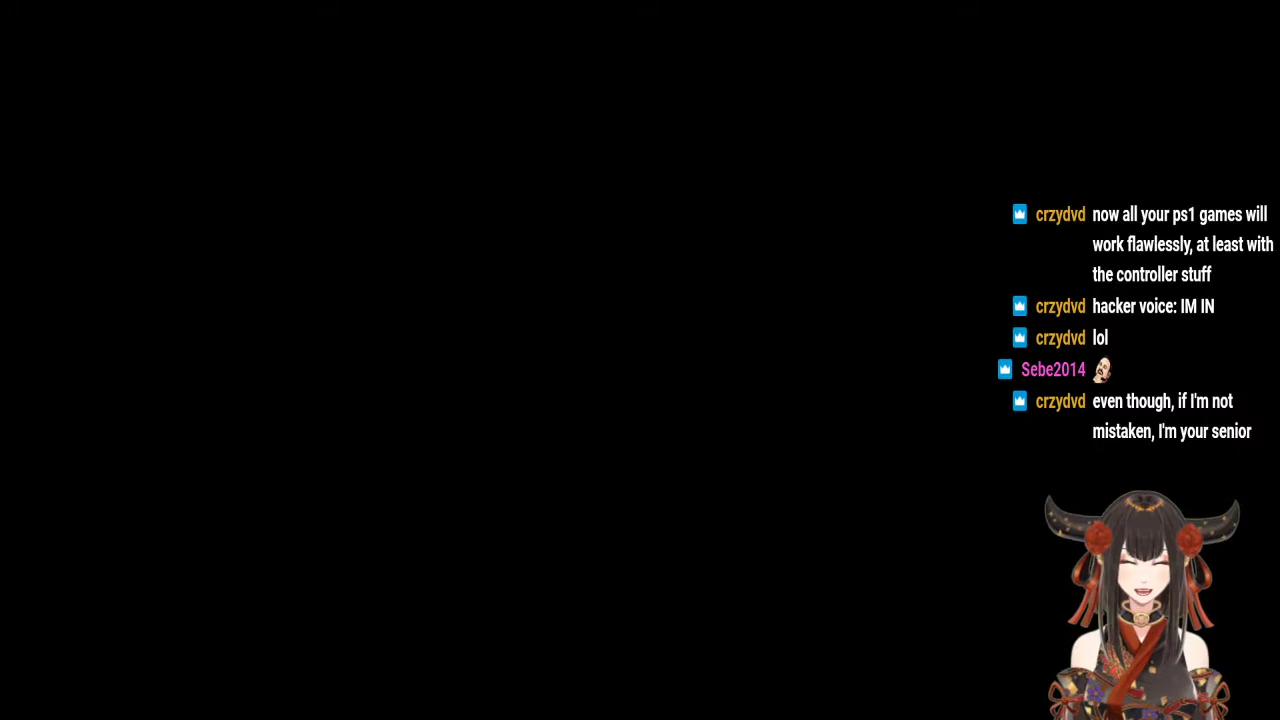 crzydvd now all your ps1 games will
work flawlessly, at least with
the controller stuff
crzydvd hacker voice: IM IN
crzydvd lol
Sebe2014
crzydvd even though, if I'm not
mistaken, I'm your senior